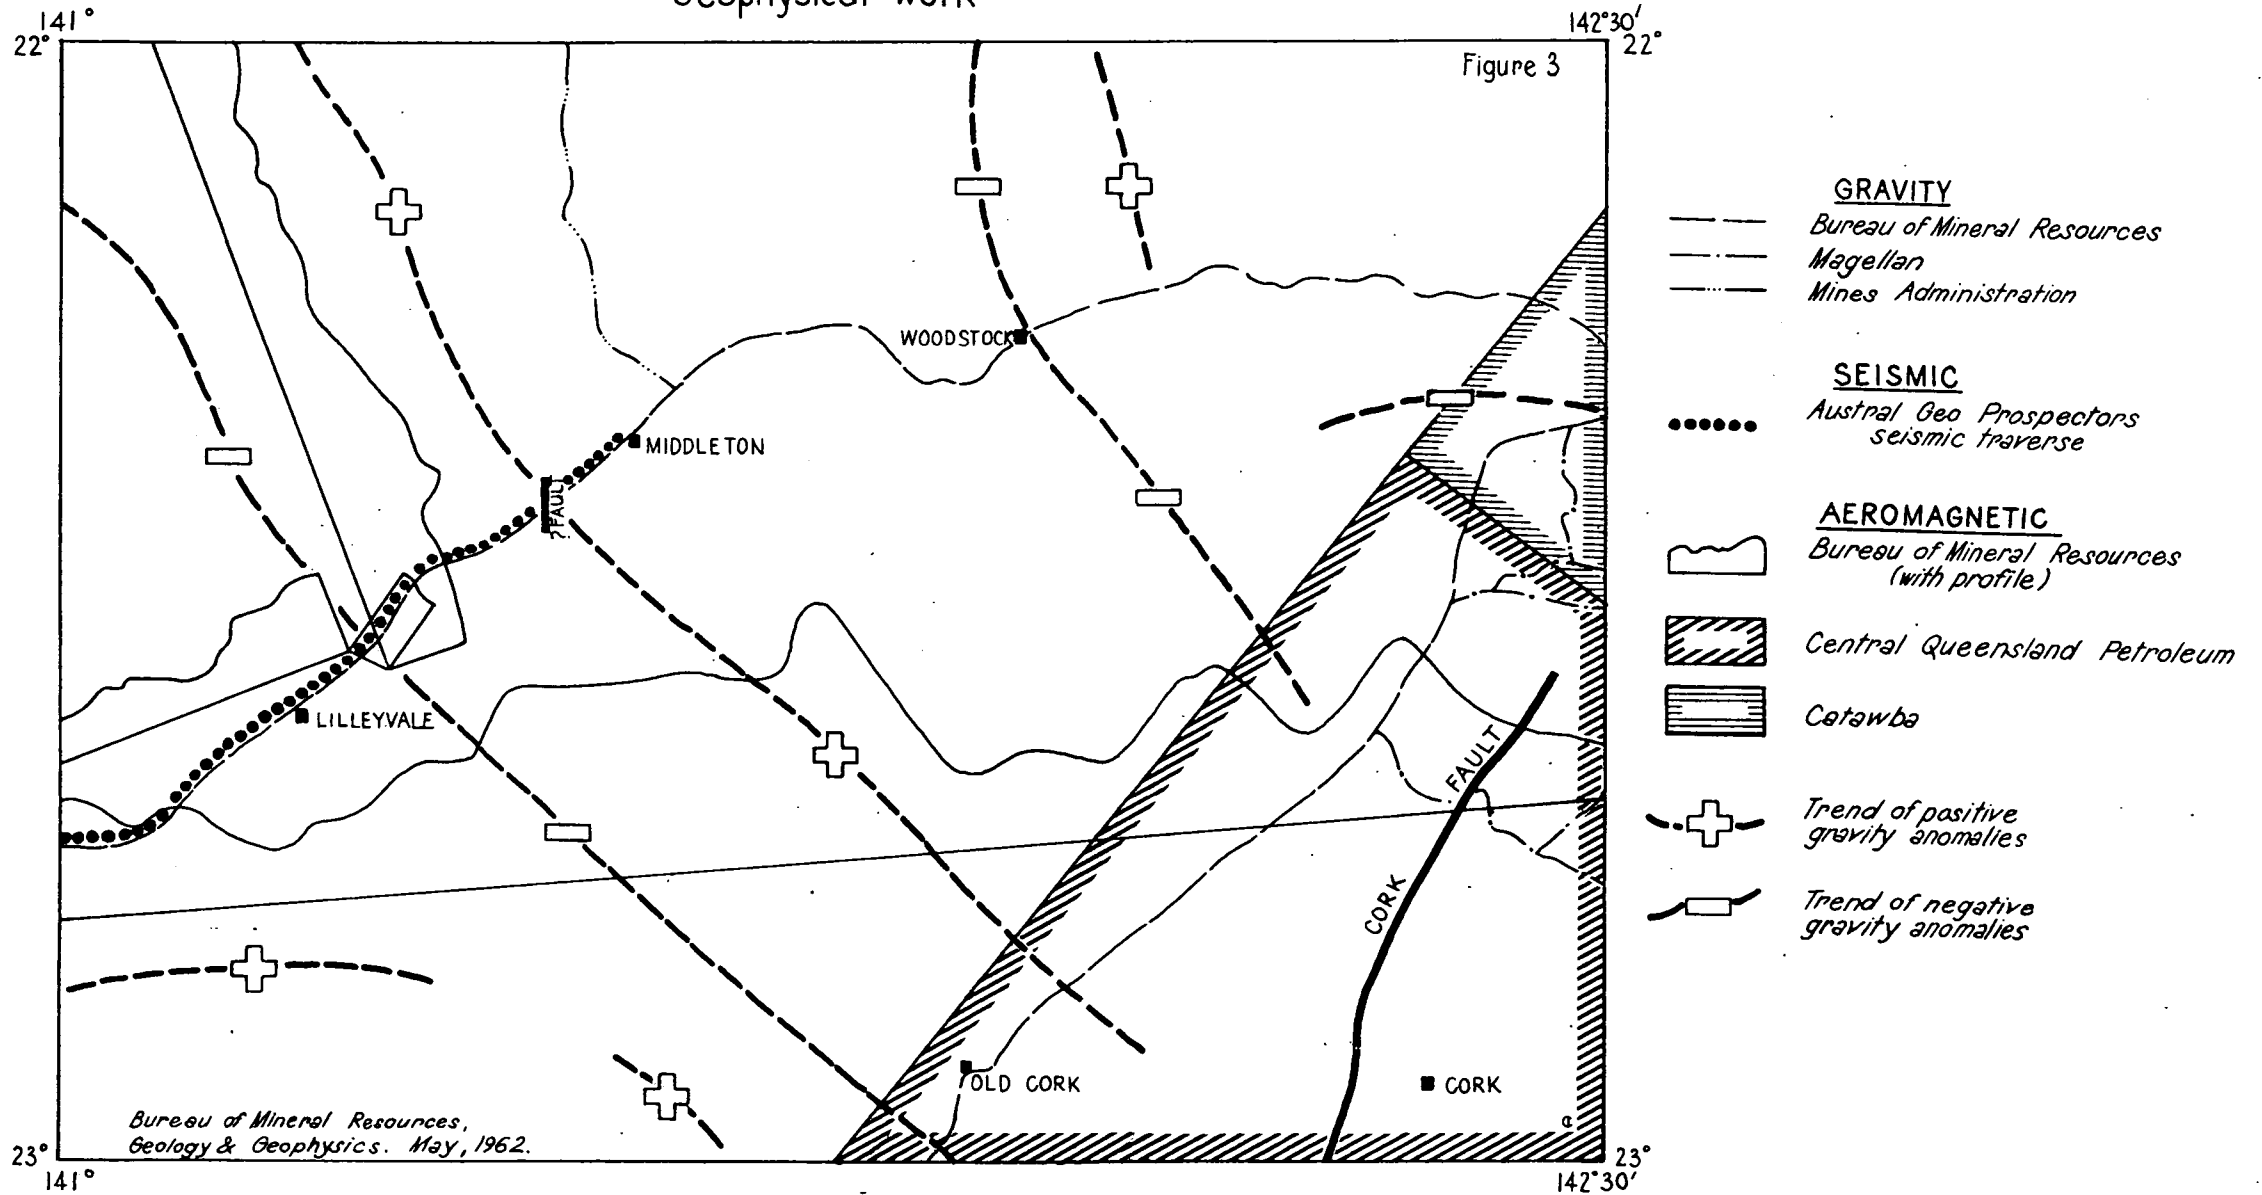 Geophysical work
141°
142°30'
22°
22°
Figure 3
GRAVITY
Bureau of Mineral Resources
Magellan
Mines Administration
WOODSTOCK
SEISMIC
Austral Geo Prospectors
seismic traverse
MIDDLETON
?FAULT?
AEROMAGNETIC
Bureau of Mineral Resources
(with profile)
Central Queensland Petroleum
LILLEYVALE
Catawba
CORK FAULT
Trend of positive
gravity anomalies
Trend of negative
gravity anomalies
OLD CORK
CORK
Bureau of Mineral Resources,
Geology & Geophysics. May, 1962.
23°
23°
141°
142°30'